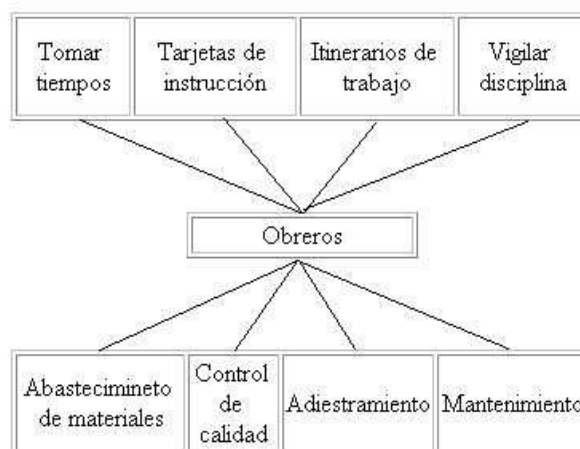 Tomar
tiempos
Tarjetas de
instrucción
Itinerarios de
trabajo
Vigilar
disciplina
Obreros
Abastecimineto
de materiales
Control
de
calidad
Adiestramiento
Mantenimiento